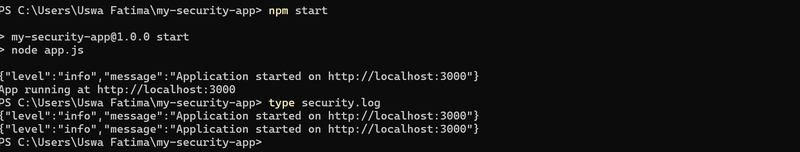 PS C:\Users\Uswa Fatima\my-security-app> npm start
> my-security-app@1.0.0 start
> node app.js
{"level":"info","message":"Application started on http://localhost:3000"}
App running at http://localhost:3000
PS C:\Users\Uswa Fatima\my-security-app> type security.log
{"level":"info","message":"Application started on http://localhost:3000"}
{"level":"info","message":"Application started on http://localhost:3000"}
PS C:\Users\Uswa Fatima\my-security-app>